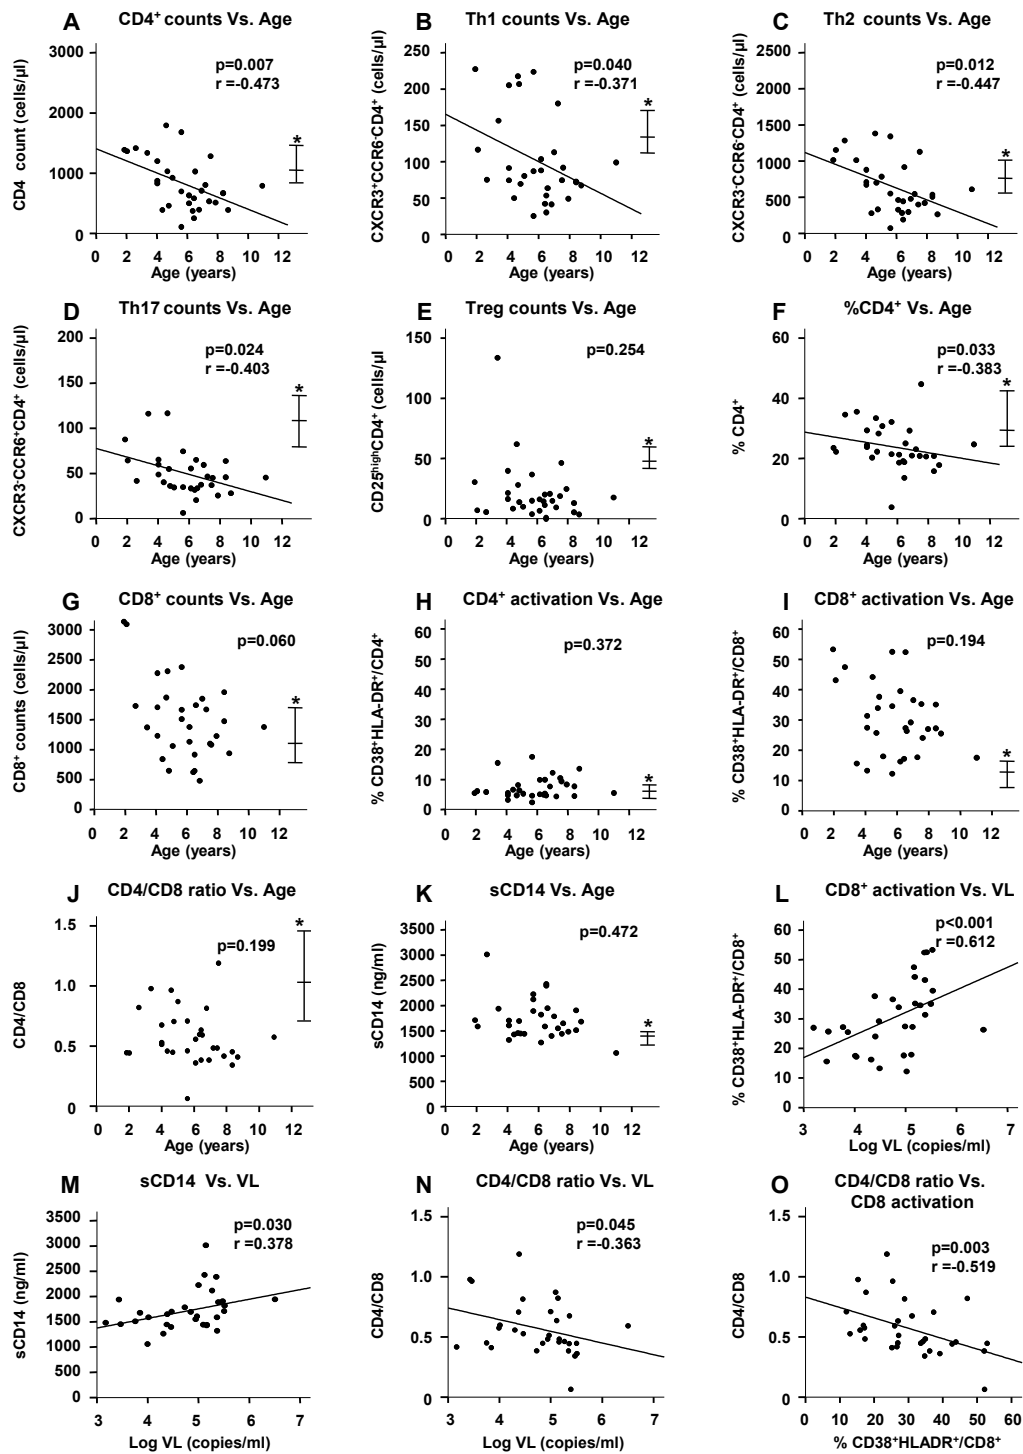 A CD4⁺ counts Vs. Age
CD4 count (cells/µl)
3000
2000
1000
0
p=0.007
r =-0.473
*
0 2 4 6 8 10 12
Age (years)
B Th1 counts Vs. Age
CXCR3⁺CCR6⁻CD4⁺ (cells/µl)
250
200
150
100
50
0
p=0.040
r =-0.371
*
0 2 4 6 8 10 12
Age (years)
C Th2 counts Vs. Age
CXCR3⁻CCR6⁻CD4⁺ (cells/µl)
2500
2000
1500
1000
500
0
p=0.012
r =-0.447
*
0 2 4 6 8 10 12
Age (years)
D Th17 counts Vs. Age
CXCR3⁻CCR6⁺CD4⁺ (cells/µl)
200
150
100
50
0
p=0.024
r =-0.403
*
0 2 4 6 8 10 12
Age (years)
E Treg counts Vs. Age
CD25ʰⁱᵍʰCD4⁺ (cells/µl
150
100
50
0
p=0.254
*
0 2 4 6 8 10 12
Age (years)
F %CD4⁺ Vs. Age
% CD4⁺
60
40
20
0
p=0.033
r =-0.383
*
0 2 4 6 8 10 12
Age (years)
G CD8⁺ counts Vs. Age
CD8⁺ counts (cells/µl)
3000
2500
2000
1500
1000
500
0
p=0.060
*
0 2 4 6 8 10 12
Age (years)
H CD4⁺ activation Vs. Age
% CD38⁺HLA-DR⁺/CD4⁺
60
50
40
30
20
10
0
p=0.372
*
0 2 4 6 8 10 12
Age (years)
I CD8⁺ activation Vs. Age
% CD38⁺HLA-DR⁺/CD8⁺
60
50
40
30
20
10
0
p=0.194
*
0 2 4 6 8 10 12
Age (years)
J CD4/CD8 ratio Vs. Age
CD4/CD8
1.5
1.0
0.5
0
p=0.199
*
0 2 4 6 8 10 12
Age (years)
K sCD14 Vs. Age
sCD14 (ng/ml)
3500
3000
2500
2000
1500
1000
500
0
p=0.472
*
0 2 4 6 8 10 12
Age (years)
L CD8⁺ activation Vs. VL
% CD38⁺HLA-DR⁺/CD8⁺
60
50
40
30
20
10
0
p<0.001
r =0.612
3 4 5 6 7
Log VL (copies/ml)
M sCD14 Vs. VL
sCD14 (ng/ml)
3500
3000
2500
2000
1500
1000
500
0
p=0.030
r =0.378
3 4 5 6 7
Log VL (copies/ml)
N CD4/CD8 ratio Vs. VL
CD4/CD8
1.5
1.0
0.5
0
p=0.045
r=-0.363
3 4 5 6 7
Log VL (copies/ml)
O CD4/CD8 ratio Vs.
CD8 activation
CD4/CD8
1.5
1.0
0.5
0
p=0.003
r=-0.519
0 10 20 30 40 50 60
% CD38⁺HLADR⁺/CD8⁺